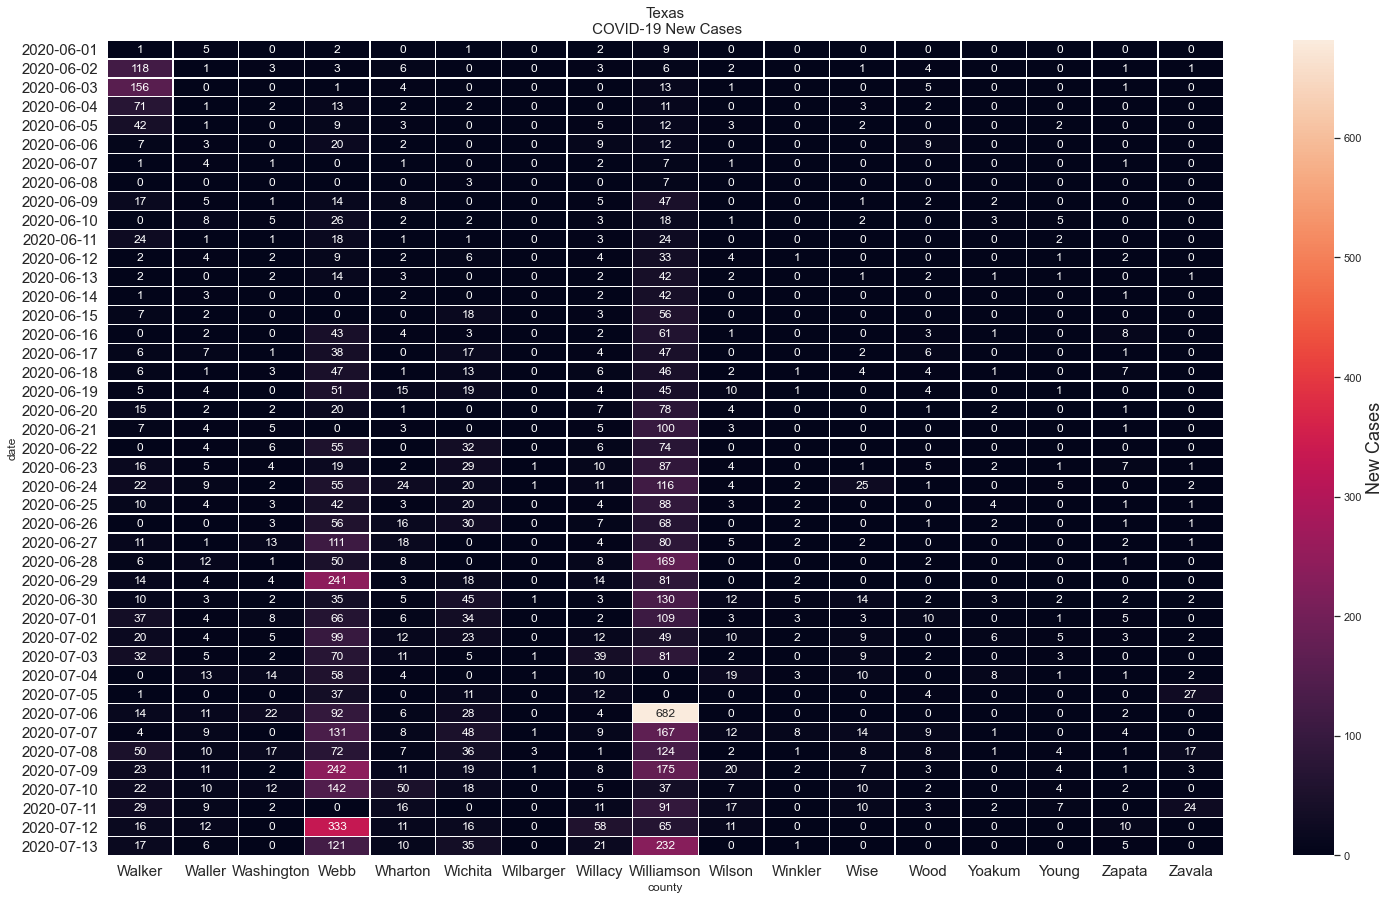 Texas
COVID-19 New Cases
2020-06-01 1 5 0 2 0 1 0 2 9 0 0 0 0 0 0 0 0
2020-06-02 118 1 3 3 6 0 0 3 6 2 0 1 4 0 0 1 1
2020-06-03 156 0 0 1 4 0 0 0 13 1 0 0 5 0 0 1 0
2020-06-04 71 1 2 13 2 2 0 0 11 0 0 3 2 0 0 0 0
2020-06-05 42 1 0 9 3 0 0 5 12 3 0 2 0 0 2 0 0
2020-06-06 7 3 0 20 2 0 0 9 12 0 0 0 9 0 0 0 0
2020-06-07 1 4 1 0 1 0 0 2 7 1 0 0 0 0 0 1 0
2020-06-08 0 0 0 0 0 3 0 0 7 0 0 0 0 0 0 0 0
2020-06-09 17 5 1 14 8 0 0 5 47 0 0 1 2 2 0 0 0
2020-06-10 0 8 5 26 2 2 0 3 18 1 0 2 0 3 5 0 0
2020-06-11 24 1 1 18 1 1 0 3 24 0 0 0 0 0 2 0 0
2020-06-12 2 4 2 9 2 6 0 4 33 4 1 0 0 0 1 2 0
2020-06-13 2 0 2 14 3 0 0 2 42 2 0 1 2 1 1 0 1
2020-06-14 1 3 0 0 2 0 0 2 42 0 0 0 0 0 0 1 0
2020-06-15 7 2 0 0 0 18 0 3 56 0 0 0 0 0 0 0 0
2020-06-16 0 2 0 43 4 3 0 2 61 1 0 0 3 1 0 8 0
2020-06-17 6 7 1 38 0 17 0 4 47 0 0 2 6 0 0 1 0
2020-06-18 6 1 3 47 1 13 0 6 46 2 1 4 4 1 0 7 0
2020-06-19 5 4 0 51 15 19 0 4 45 10 1 0 4 0 1 0 0
2020-06-20 15 2 2 20 1 0 0 7 78 4 0 0 1 2 0 1 0
2020-06-21 7 4 5 0 3 0 0 5 100 3 0 0 0 0 0 1 0
2020-06-22 0 4 6 55 0 32 0 6 74 0 0 0 0 0 0 0 0
2020-06-23 16 5 4 19 2 29 1 10 87 4 0 1 5 2 1 7 1
2020-06-24 22 9 2 55 24 20 1 11 116 4 2 25 1 0 5 0 2
2020-06-25 10 4 3 42 3 20 0 4 88 3 2 0 0 4 0 1 1
2020-06-26 0 0 3 56 16 30 0 7 68 0 2 0 1 2 0 1 1
2020-06-27 11 1 13 111 18 0 0 4 80 5 2 2 0 0 0 2 1
2020-06-28 6 12 1 50 8 0 0 8 169 0 0 0 2 0 0 1 0
2020-06-29 14 4 4 241 3 18 0 14 81 0 2 0 0 0 0 0 0
2020-06-30 10 3 2 35 5 45 1 3 130 12 5 14 2 3 2 2 2
2020-07-01 37 4 8 66 6 34 0 2 109 3 3 3 10 0 1 5 0
2020-07-02 20 4 5 99 12 23 0 12 49 10 2 9 0 6 5 3 2
2020-07-03 32 5 2 70 11 5 1 39 81 2 0 9 2 0 3 0 0
2020-07-04 0 13 14 58 4 0 1 10 0 19 3 10 0 8 1 1 2
2020-07-05 1 0 0 37 0 11 0 12 0 0 0 0 4 0 0 0 27
2020-07-06 14 11 22 92 6 28 0 4 682 0 0 0 0 0 0 2 0
2020-07-07 4 9 0 131 8 48 1 9 167 12 8 14 9 1 0 4 0
2020-07-08 50 10 17 72 7 36 3 1 124 2 1 8 8 1 4 1 17
2020-07-09 23 11 2 242 11 19 1 8 175 20 2 7 3 0 4 1 3
2020-07-10 22 10 12 142 50 18 0 5 37 7 0 10 2 0 4 2 0
2020-07-11 29 9 2 0 16 0 0 11 91 17 0 10 3 2 7 0 24
2020-07-12 16 12 0 333 11 16 0 58 65 11 0 0 0 0 0 10 0
2020-07-13 17 6 0 121 10 35 0 21 232 0 1 0 0 0 0 5 0
Walker Waller Washington Webb Wharton Wichita Wilbarger Willacy Williamson Wilson Winkler Wise Wood Yoakum Young Zapata Zavala
county
date
600
500
400
300
200
100
0
New Cases